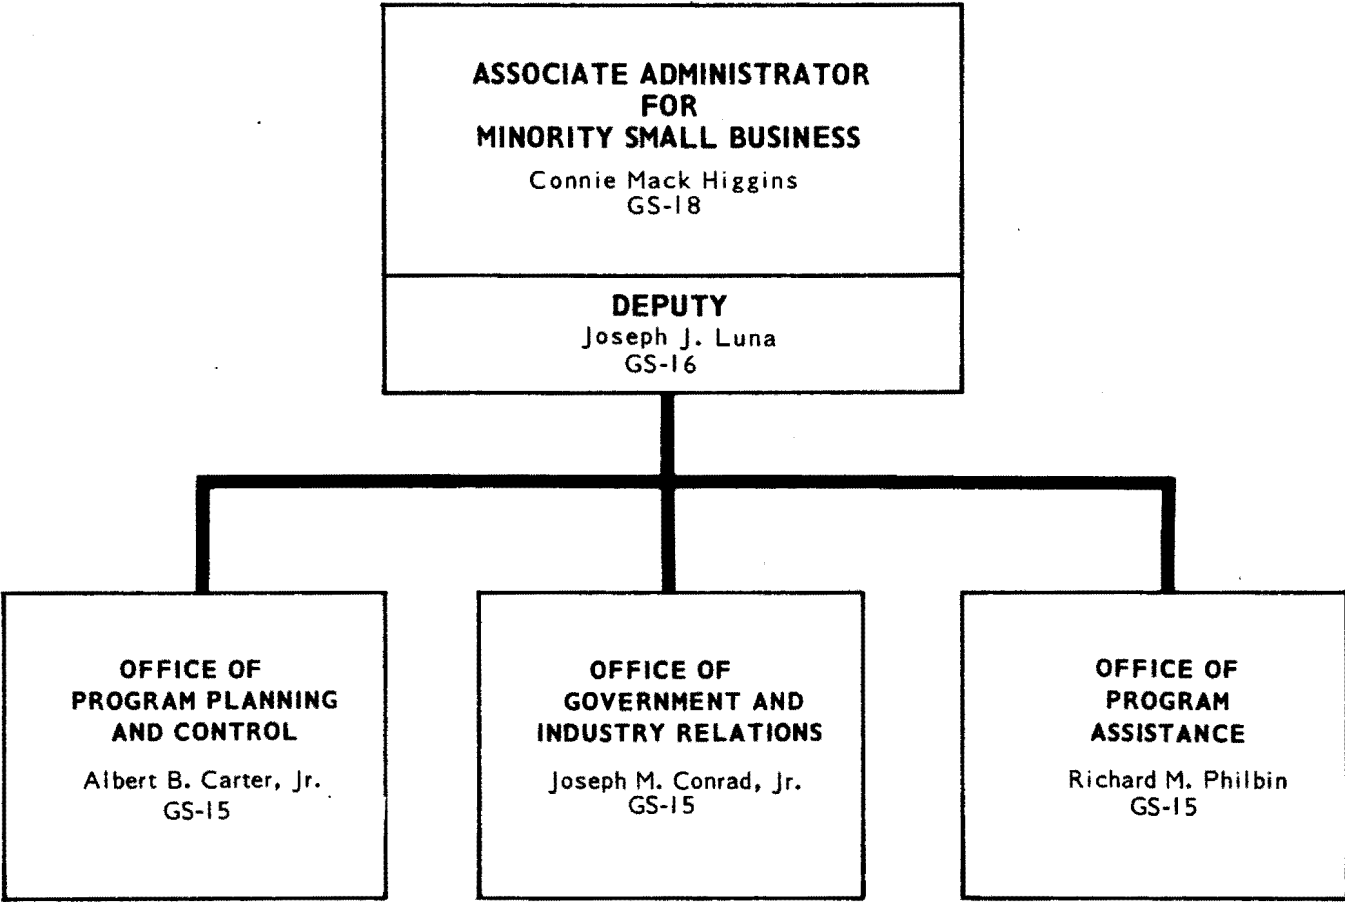 ASSOCIATE ADMINISTRATOR
FOR
MINORITY SMALL BUSINESS
Connie Mack Higgins
GS-18
DEPUTY
Joseph J. Luna
GS-16
OFFICE OF
PROGRAM PLANNING
AND CONTROL
Albert B. Carter, Jr.
GS-15
OFFICE OF
GOVERNMENT AND
INDUSTRY RELATIONS
Joseph M. Conrad, Jr.
GS-15
OFFICE OF
PROGRAM
ASSISTANCE
Richard M. Philbin
GS-15